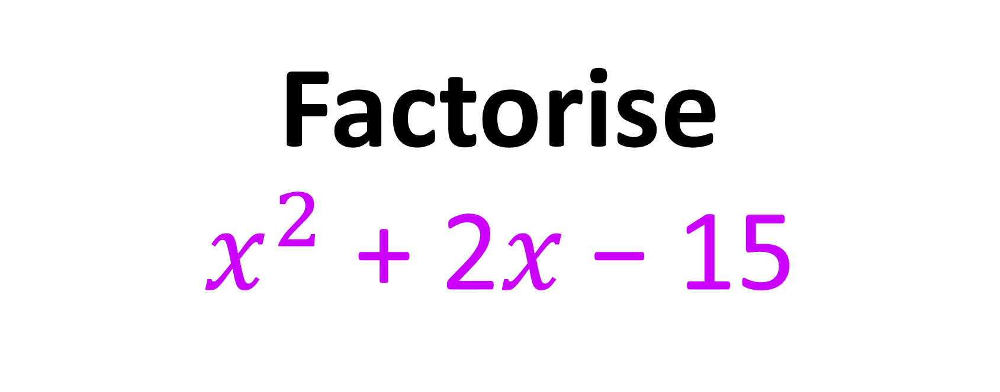 Factorise
x² + 2x − 15